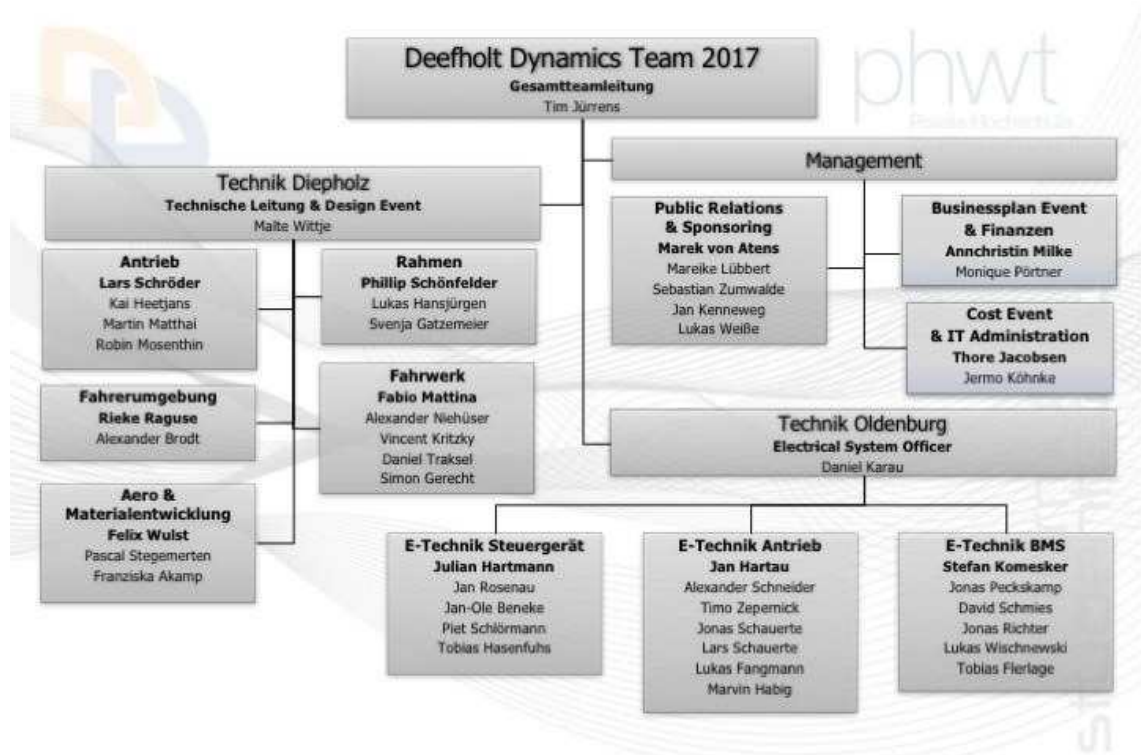 Deefholt Dynamics Team 2017
Gesamtteamleitung
Tim Jürrens
phwt
Technik Diepholz
Technische Leitung & Design Event
Malte Wittje
Antrieb
Lars Schröder
Kai Heetjans
Martin Matthai
Robin Mosenthin
Rahmen
Phillip Schönfelder
Lukas Hansjürgen
Svenja Gatzemeier
Fahrerumgebung
Rieke Raguse
Alexander Brodt
Fahrwerk
Fabio Mattina
Alexander Niehüser
Vincent Kritzky
Daniel Traksel
Simon Gerecht
Aero &
Materialentwicklung
Felix Wulst
Pascal Stegemerten
Franziska Akamp
Management
Public Relations
& Sponsoring
Marek von Atens
Mareike Lübbert
Sebastian Zumwalde
Jan Kenneweg
Lukas Weiße
Businessplan Event
& Finanzen
Annchristin Milke
Monique Pörtner
Cost Event
& IT Administration
Thore Jacobsen
Jermo Köhnke
Technik Oldenburg
Electrical System Officer
Daniel Karau
E-Technik Steuergerät
Julian Hartmann
Jan Rosenau
Jan-Ole Beneke
Piet Schlörmann
Tobias Hasenfuhs
E-Technik Antrieb
Jan Hartau
Alexander Schneider
Timo Zepernick
Jonas Schauerte
Lars Schauerte
Lukas Fangmann
Marvin Habig
E-Technik BMS
Stefan Komesker
Jonas Peckskamp
David Schmies
Jonas Richter
Lukas Wischnewski
Tobias Flerlage